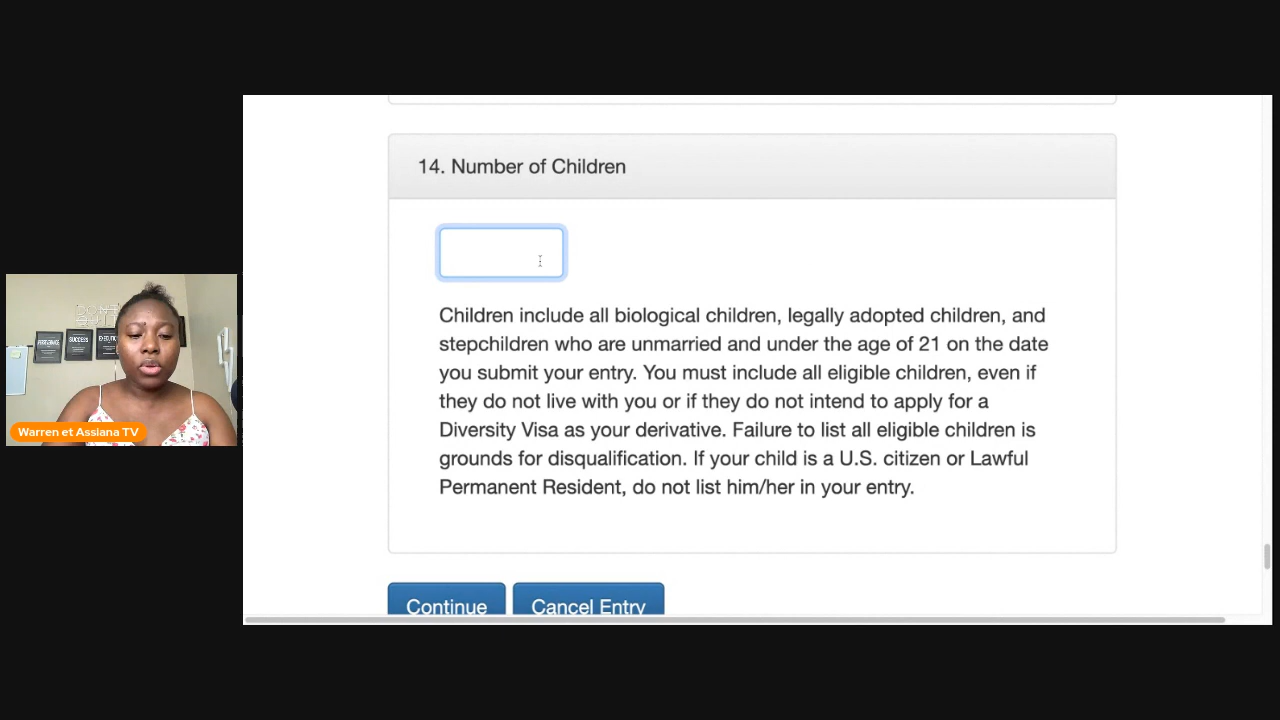 14. Number of Children
Children include all biological children, legally adopted children, and
stepchildren who are unmarried and under the age of 21 on the date
you submit your entry. You must include all eligible children, even if
they do not live with you or if they do not intend to apply for a
Diversity Visa as your derivative. Failure to list all eligible children is
grounds for disqualification. If your child is a U.S. citizen or Lawful
Permanent Resident, do not list him/her in your entry.
Continue
Cancel Entry
SUCCESS
Warren et Assiana TV